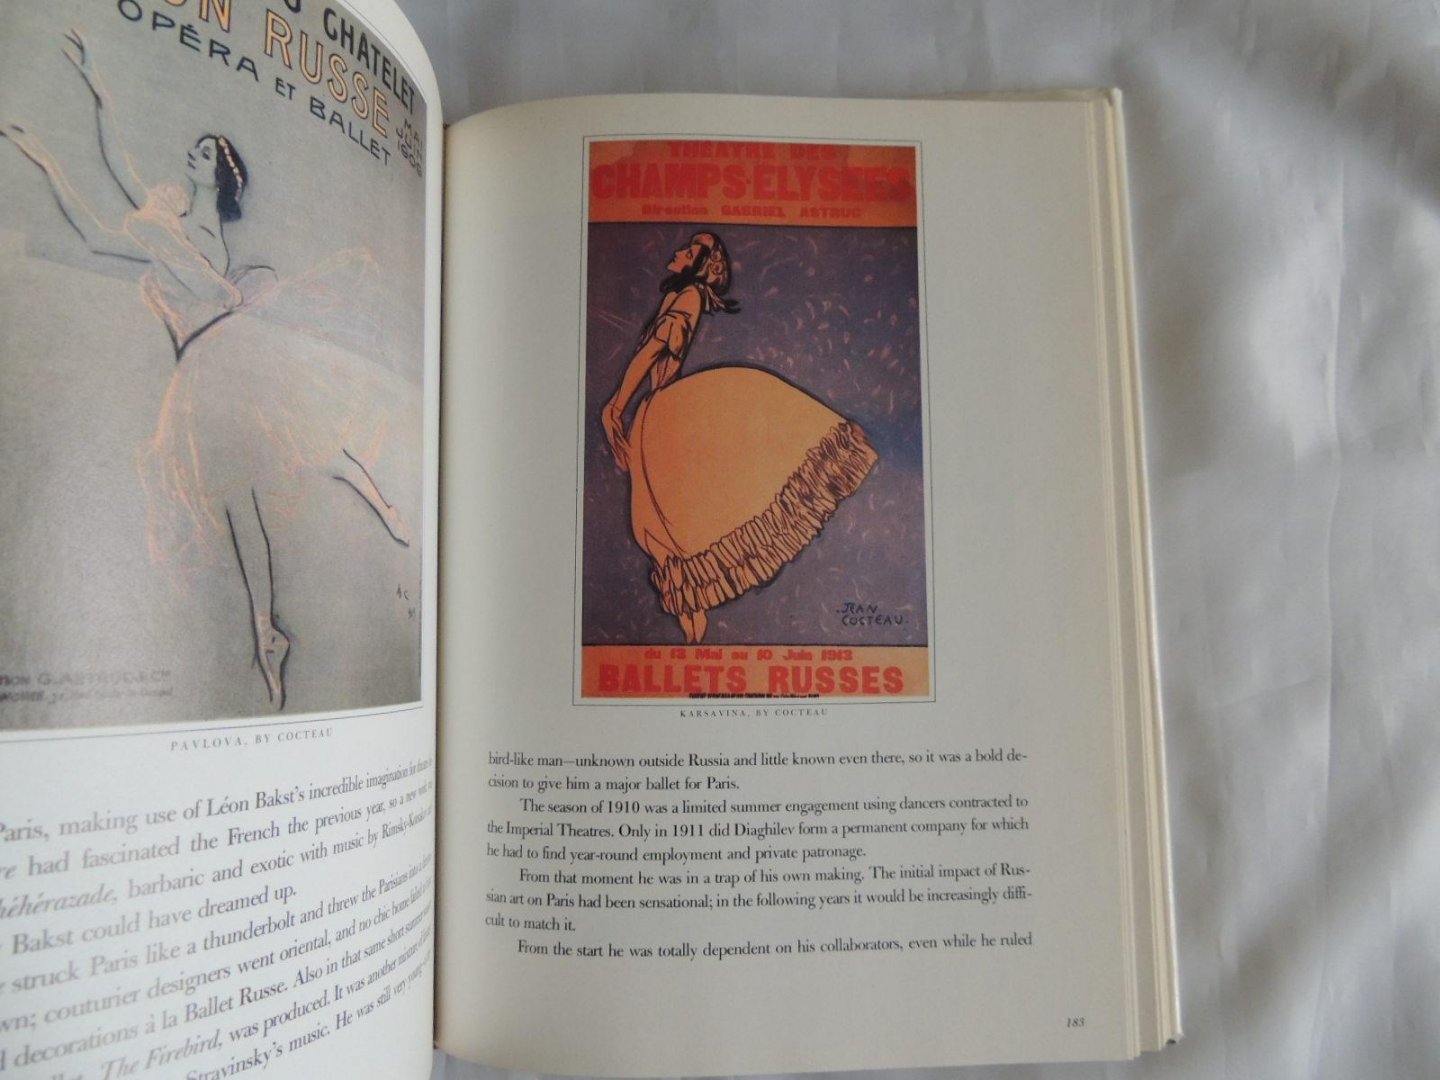 CHATELET
RUSSE
OPÉRA ET BALLET
MAI
JUIN
1909
PAVLOVA, BY COCTEAU
Paris, making use of Léon Bakst's incredible imagination for
had fascinated the French the previous year, so a new
barbaric and exotic with music by Rimsky-Korsakov
Bakst could have dreamed up.
struck Paris like a thunderbolt and threw the Parisians into a
couturier designers went oriental, and no chic home
decorations à la Ballet Russe. Also in that same short summer
The Firebird, was produced. It was another mixture of
Stravinsky's music. He was still very young—a
THÉATRE DES
CHAMPS-ELYSEES
Direction GABRIEL ASTRUC
JEAN
COCTEAU.
du 13 Mai au 10 Juin 1913
BALLETS RUSSES
KARSAVINA, BY COCTEAU
bird-like man—unknown outside Russia and little known even there, so it was a bold de-
cision to give him a major ballet for Paris.
The season of 1910 was a limited summer engagement using dancers contracted to
the Imperial Theatres. Only in 1911 did Diaghilev form a permanent company for which
he had to find year-round employment and private patronage.
From that moment he was in a trap of his own making. The initial impact of Rus-
sian art on Paris had been sensational; in the following years it would be increasingly diffi-
cult to match it.
From the start he was totally dependent on his collaborators, even while he ruled
183